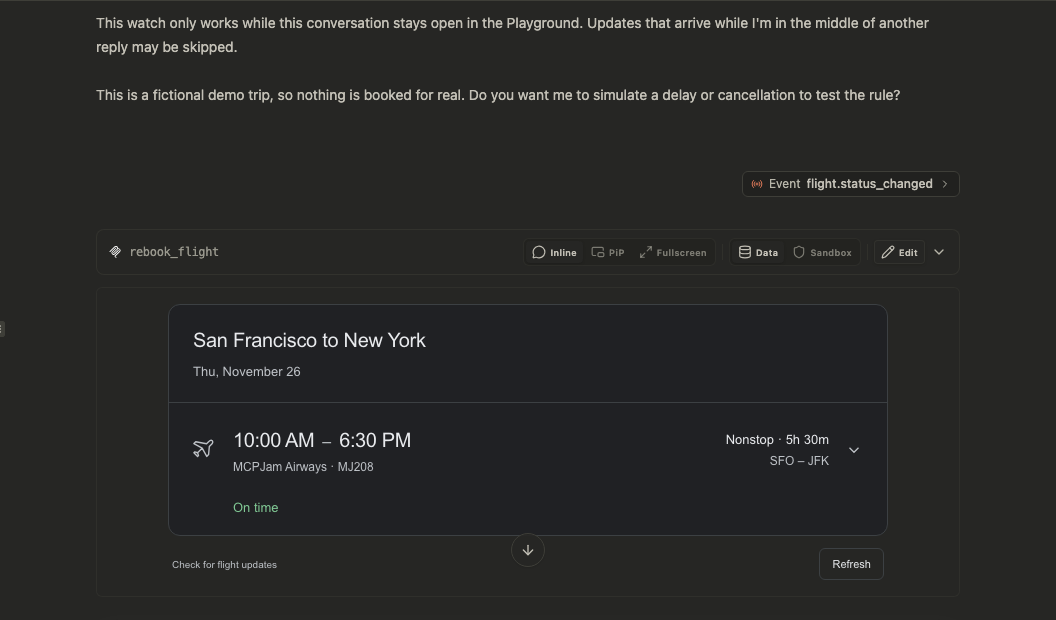 This watch only works while this conversation stays open in the Playground. Updates that arrive while I'm in the middle of another
reply may be skipped.
This is a fictional demo trip, so nothing is booked for real. Do you want me to simulate a delay or cancellation to test the rule?
Event flight.status_changed
rebook_flight
Inline PiP Fullscreen Data Sandbox Edit
San Francisco to New York
Thu, November 26
10:00 AM – 6:30 PM
Nonstop · 5h 30m
MCPJam Airways · MJ208
SFO – JFK
On time
Check for flight updates
Refresh